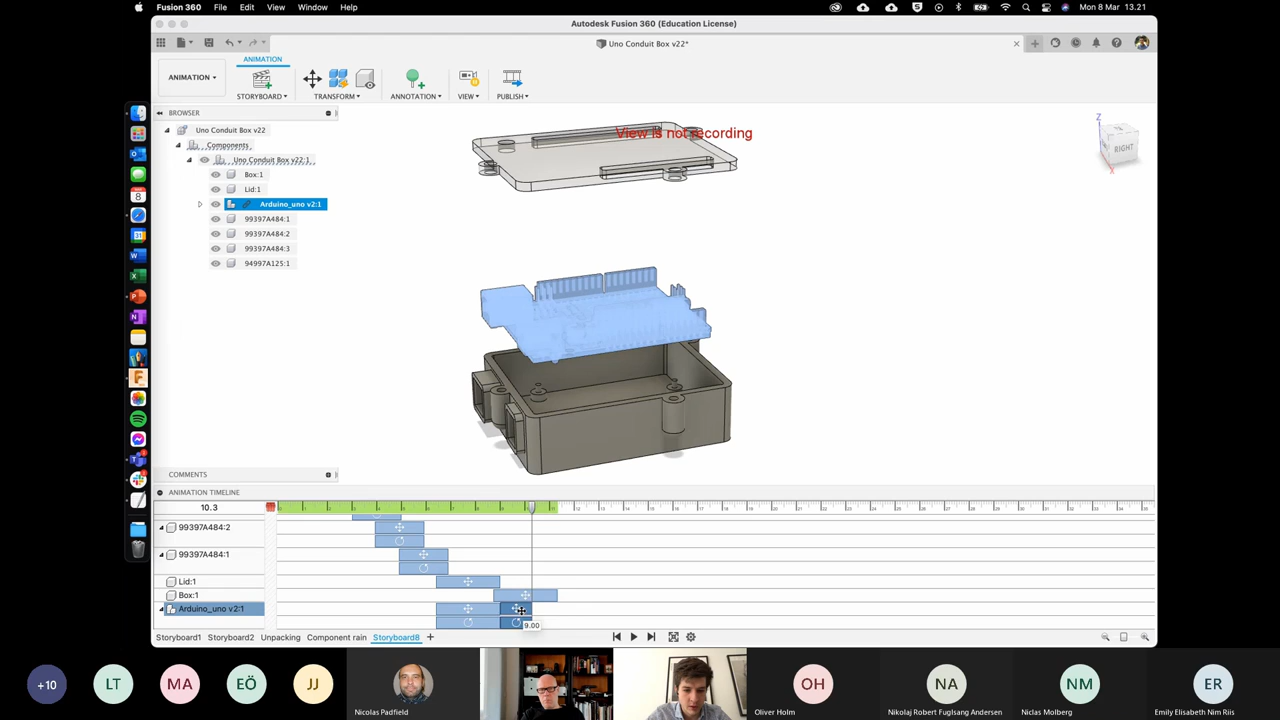 Fusion 360 File Edit View Window Help
Mon 8 Mar 13.21
Autodesk Fusion 360 (Education License)
Uno Conduit Box v22*
ANIMATION
ANIMATION
STORYBOARD
TRANSFORM
ANNOTATION
VIEW
PUBLISH
BROWSER
Uno Conduit Box v22
Components
Uno Conduit Box v22:1
Box:1
Lid:1
Arduino_uno v2:1
99397A484:1
99397A484:2
99397A484:3
94997A125:1
View is not recording
Z
RIGHT
X
COMMENTS
ANIMATION TIMELINE
10.3
99397A484:2
99397A484:1
Lid:1
Box:1
Arduino_uno v2:1
9.00
Storyboard1 Storyboard2 Unpacking Component rain Storyboard8
+10
LT
MA
EÖ
JJ
OH
NA
NM
ER
Nicolas Padfield
Oliver Holm
Nikolaj Robert Fuglsang Andersen
Niclas Molberg
Emily Elisabeth Nim Riis